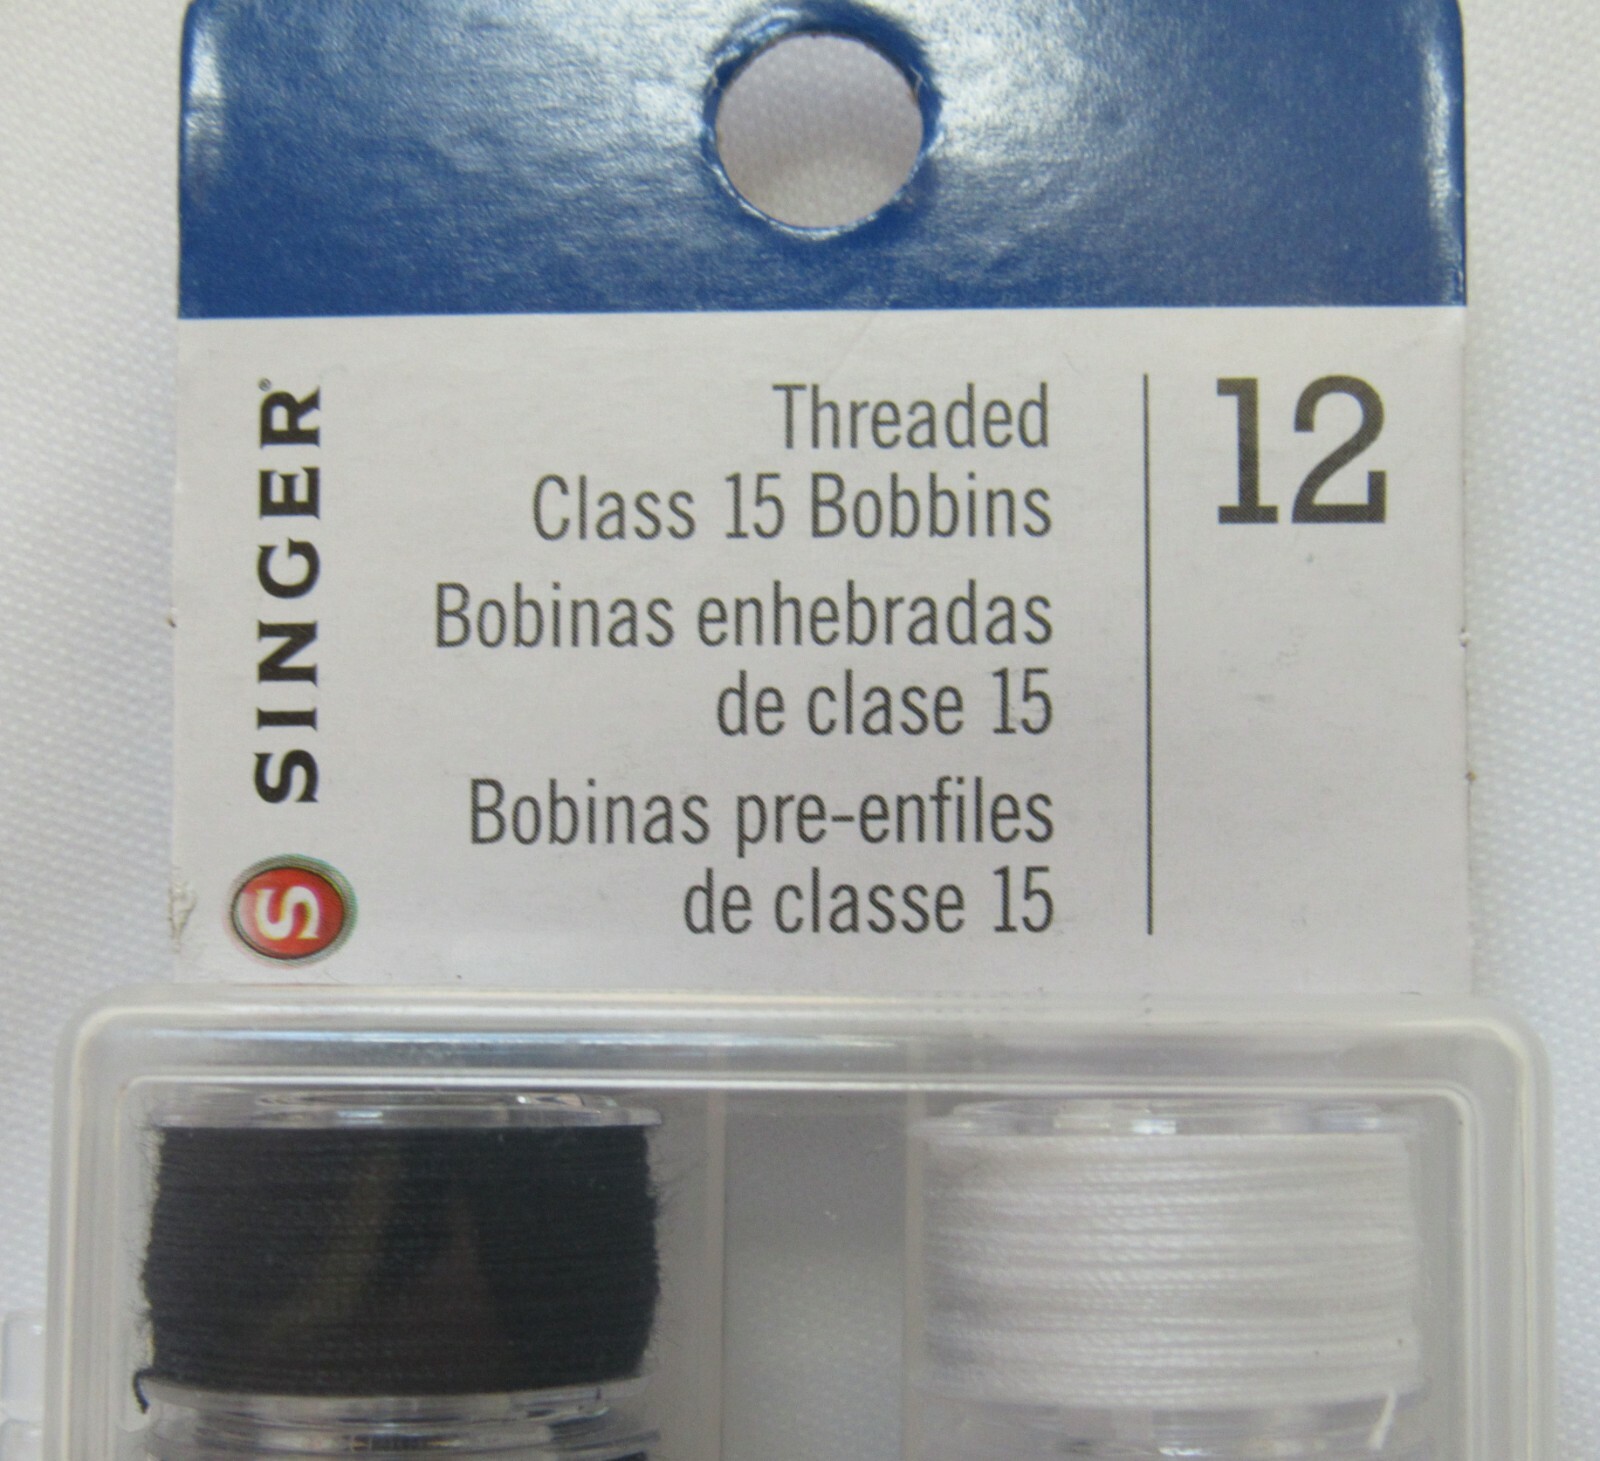 SINGER®
S
Threaded
Class 15 Bobbins
Bobinas enhebradas
de clase 15
Bobinas pre-enfiles
de classe 15
12